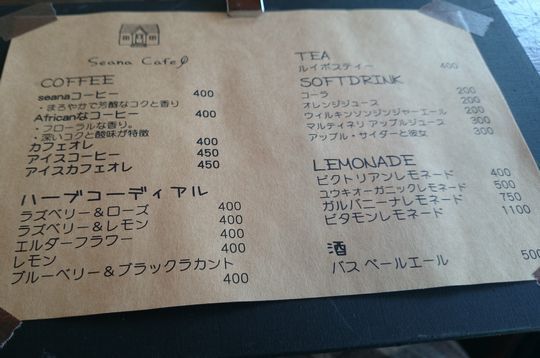 Seana Cafe
COFFEE
seanaコーヒー 400
・まろやかで芳醇なコクと香り
Africanなコーヒー 400
・フローラルな香り。
・深いコクと酸味が特徴
カフェオレ 400
アイスコーヒー 450
アイスカフェオレ 450
ハーブコーディアル
ラズベリー＆ローズ 400
ラズベリー＆レモン 400
エルダーフラワー 400
レモン 400
ブルーベリー＆ブラックラカント 400
TEA
ルイボスティー 400
SOFTDRINK
コーラ 200
オレンジジュース 200
ウィルキンソンジンジャーエール 200
マルティネリ アップルジュース 300
アップル・サイダーと彼女 300
LEMONADE
ビクトリアンレモネード 400
ユウキオーガニックレモネード 500
ガルバニーナレモネード 750
ビタモンレモネード 1100
酒
バス ペールエール 500